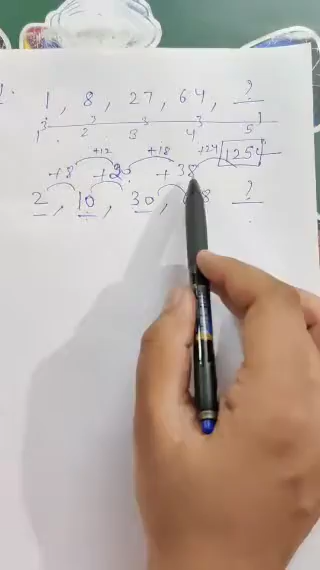 1, 8, 27, 64, ?
1³ 2³ 3³ 4³ 5³
+12 +18 +24 125
+8 +20 +38
2, 10, 30, 8 ?